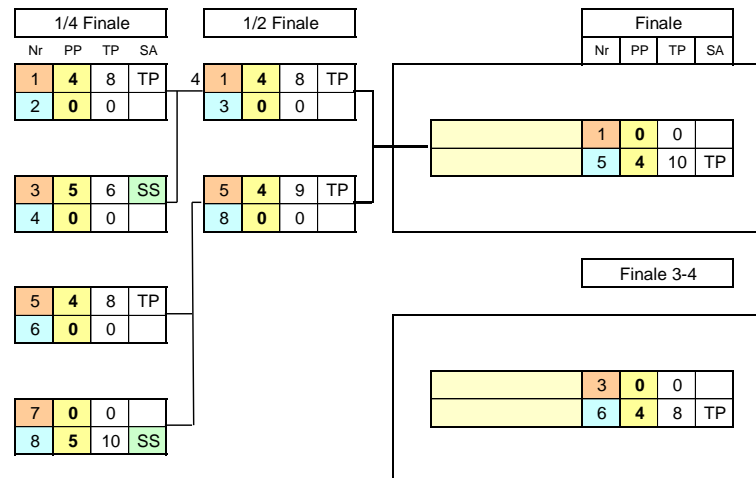 1/4 Finale 1/2 Finale Finale
Nr PP TP SA Nr PP TP SA
1 4 8 TP 4 1 4 8 TP
2 0 0 3 0 0
1 0 0
5 4 10 TP
3 5 6 SS 5 4 9 TP
4 0 0 8 0 0
Finale 3-4
5 4 8 TP
6 0 0
3 0 0
6 4 8 TP
7 0 0
8 5 10 SS